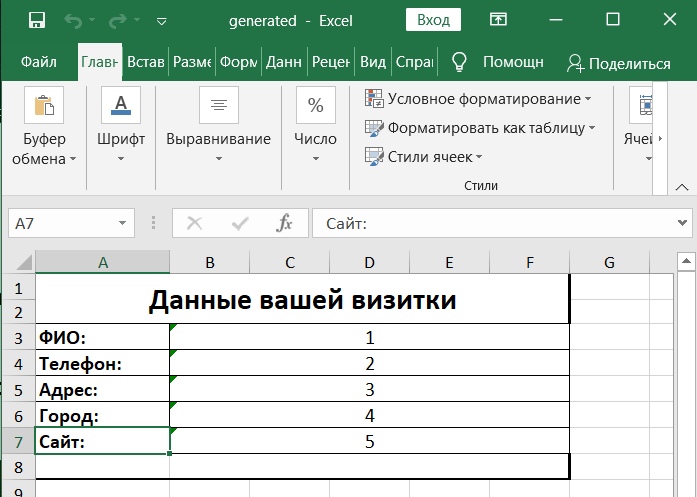 generated - Excel
Вход
Файл Главн Встав Разме Форм Данн Рецен Вид Спра Помощн Поделиться
Буфер обмена
Шрифт
Выравнивание
%
Число
Условное форматирование
Форматировать как таблицу
Стили ячеек
Стили
Ячей
A7
fx
Сайт:
A B C D E F G
1
2
Данные вашей визитки
3 ФИО: 1
4 Телефон: 2
5 Адрес: 3
6 Город: 4
7 Сайт: 5
8
9